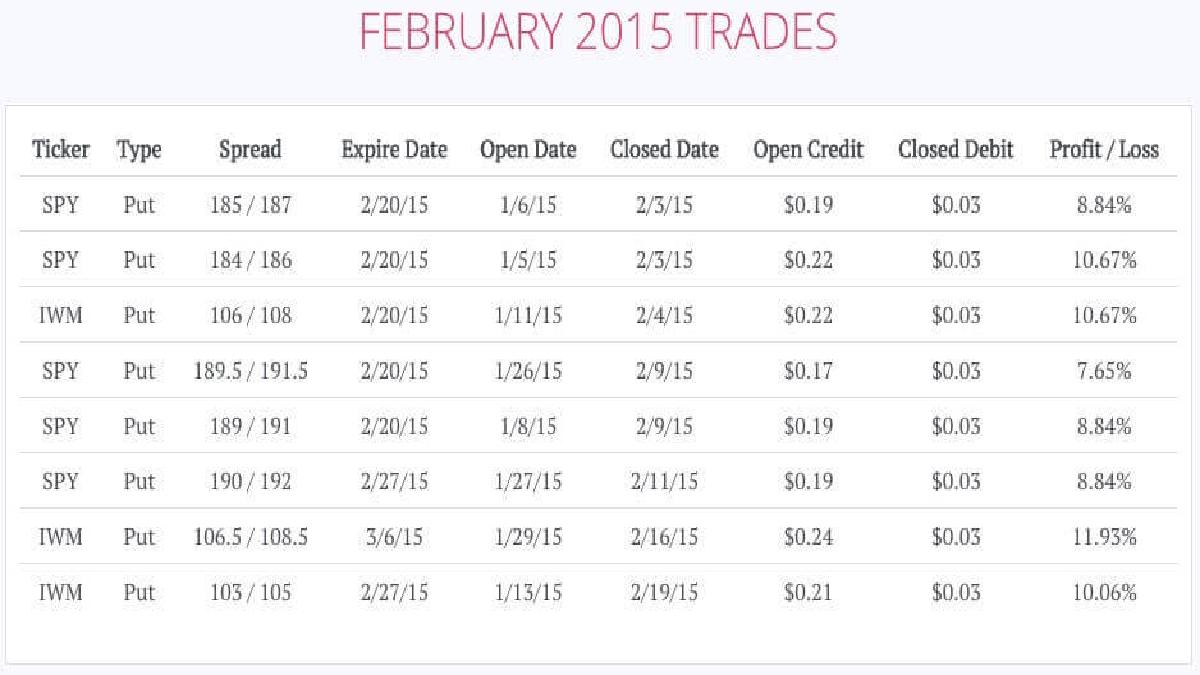 FEBRUARY 2015 TRADES
Ticker Type Spread Expire Date Open Date Closed Date Open Credit Closed Debit Profit / Loss
SPY Put 185 / 187 2/20/15 1/6/15 2/3/15 $0.19 $0.03 8.84%
SPY Put 184 / 186 2/20/15 1/5/15 2/3/15 $0.22 $0.03 10.67%
IWM Put 106 / 108 2/20/15 1/11/15 2/4/15 $0.22 $0.03 10.67%
SPY Put 189.5 / 191.5 2/20/15 1/26/15 2/9/15 $0.17 $0.03 7.65%
SPY Put 189 / 191 2/20/15 1/8/15 2/9/15 $0.19 $0.03 8.84%
SPY Put 190 / 192 2/27/15 1/27/15 2/11/15 $0.19 $0.03 8.84%
IWM Put 106.5 / 108.5 3/6/15 1/29/15 2/16/15 $0.24 $0.03 11.93%
IWM Put 103 / 105 2/27/15 1/13/15 2/19/15 $0.21 $0.03 10.06%